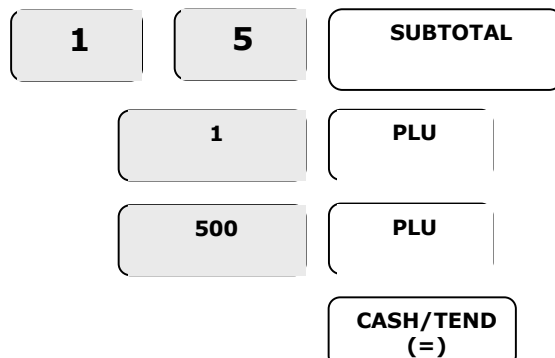 1 5 SUBTOTAL
1 PLU
500 PLU
CASH/TEND
(=)